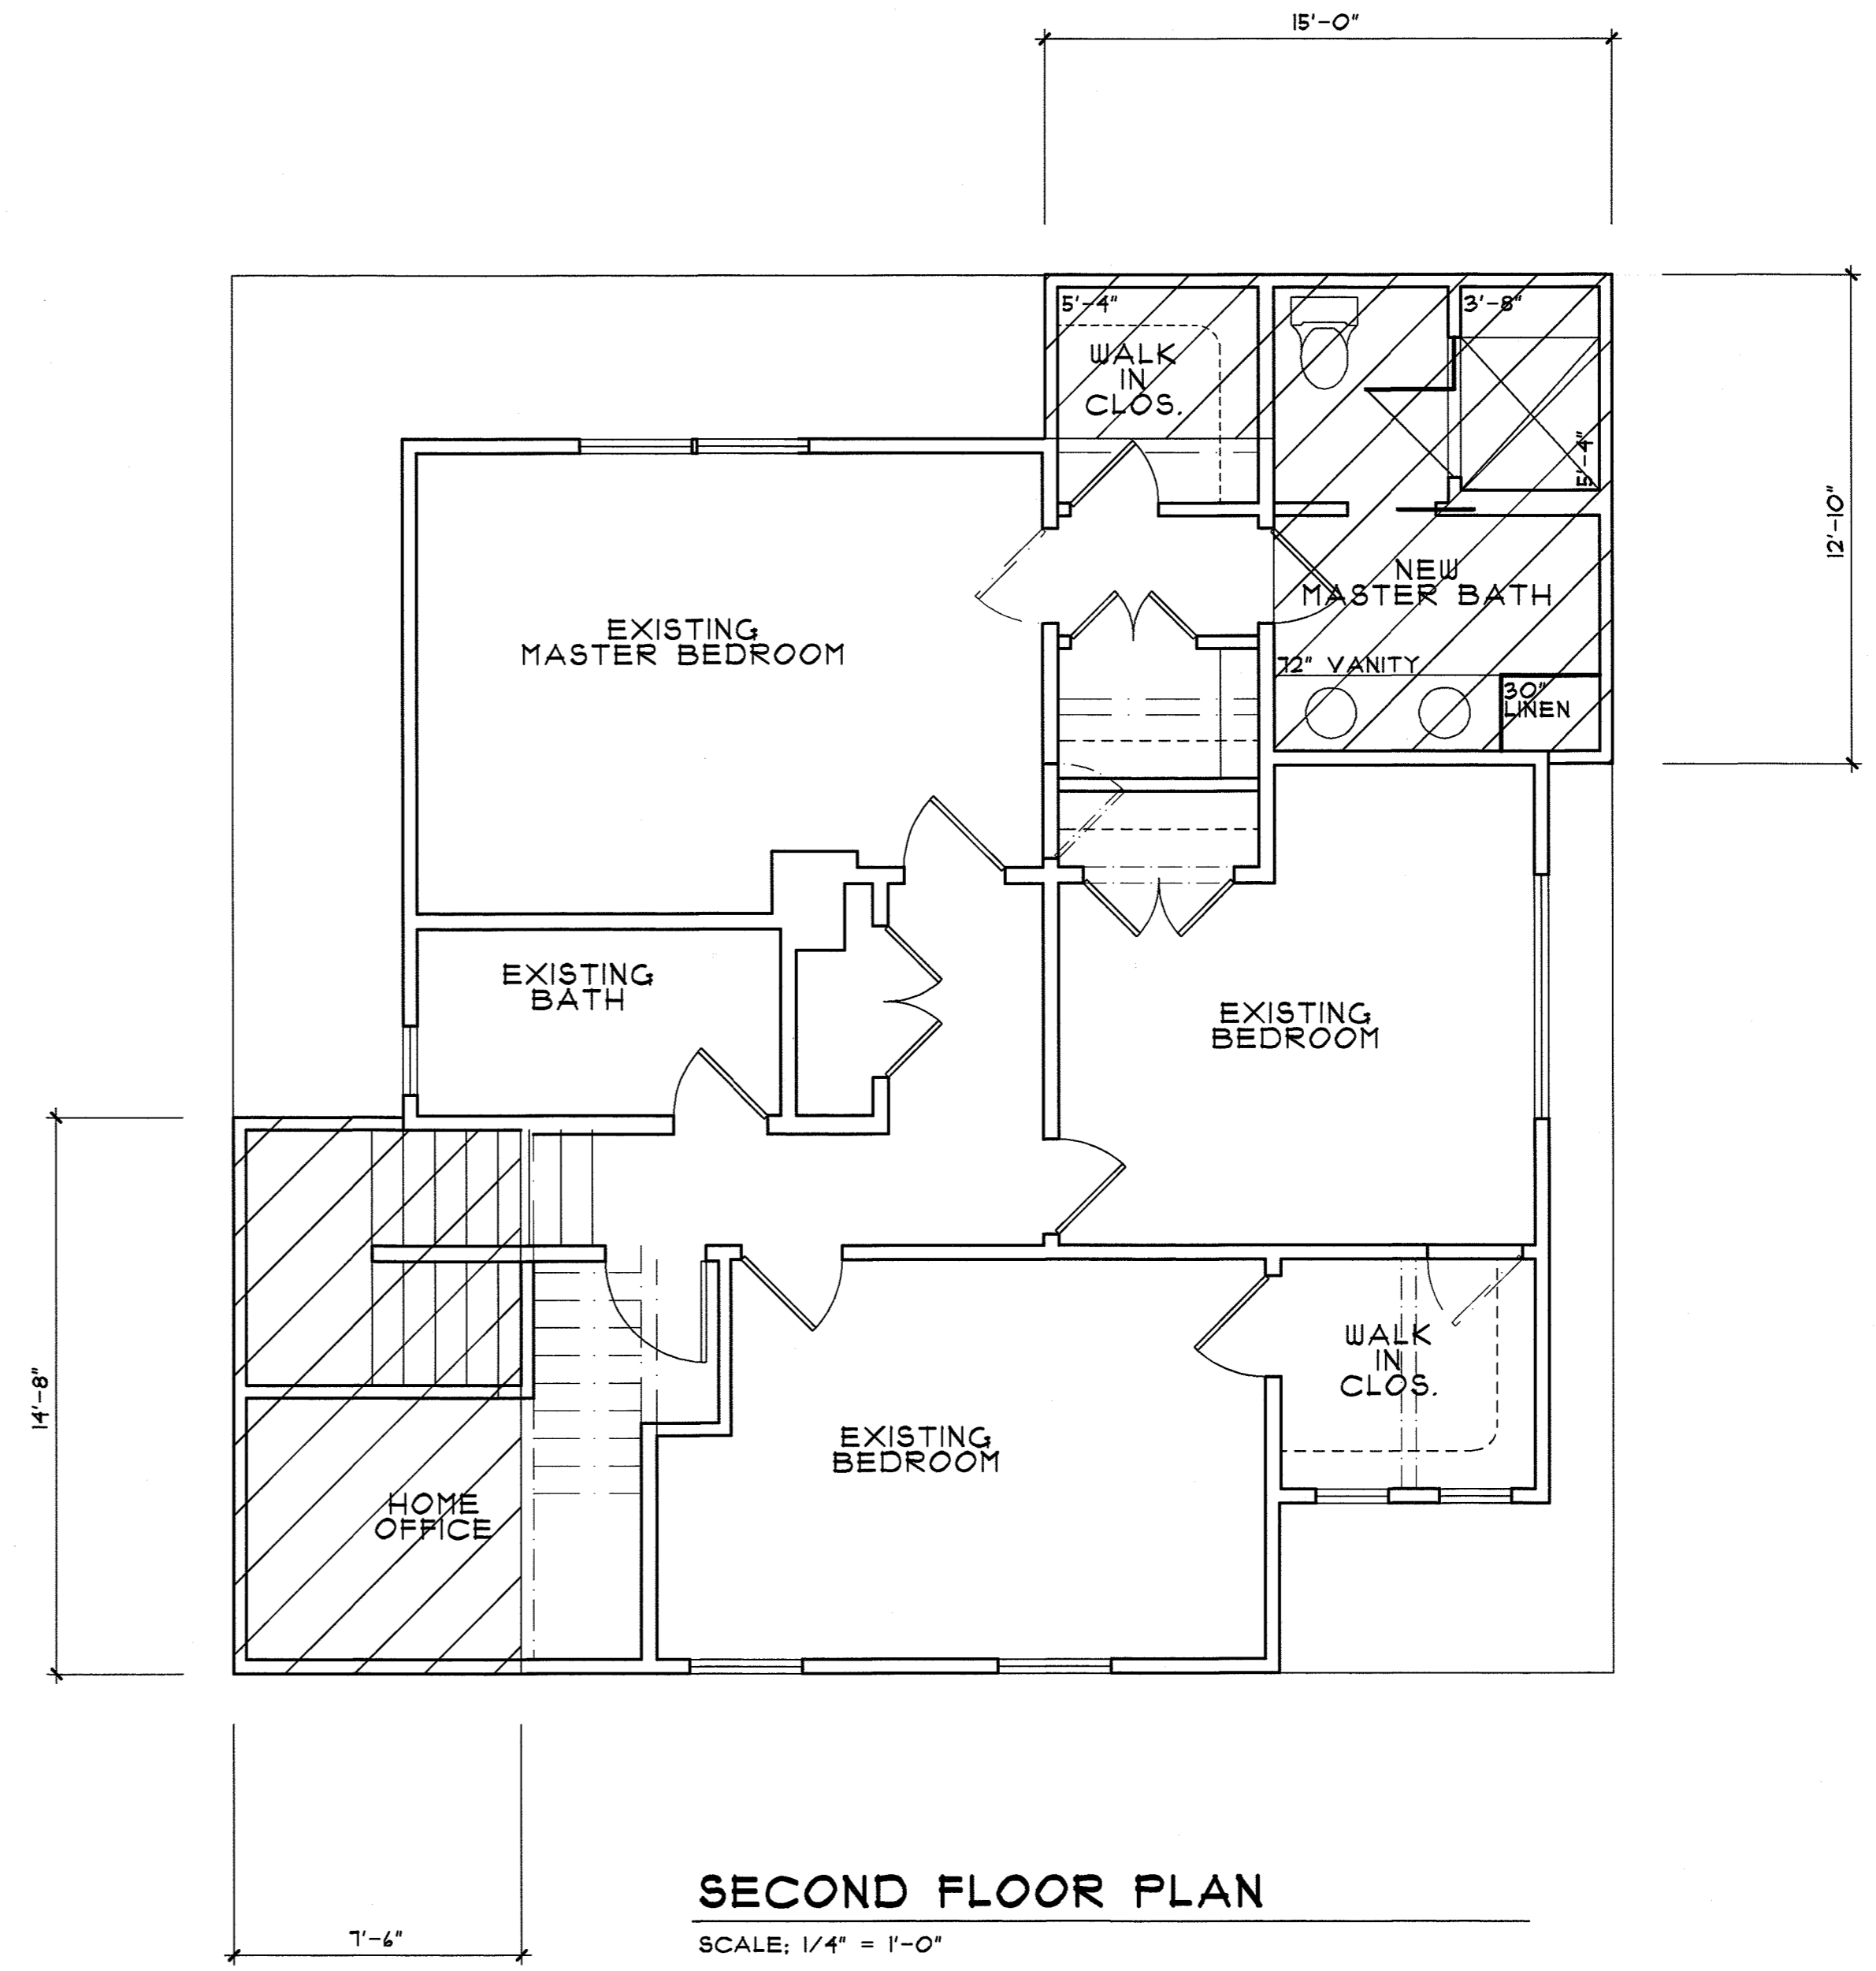 15'-0"
5'-4"
3'-8"
WALK
IN
CLOS.
5'-4"
12'-10"
NEW
MASTER BATH
EXISTING
MASTER BEDROOM
72" VANITY
30"
LINEN
EXISTING
BATH
EXISTING
BEDROOM
WALK
IN
CLOS.
14'-8"
EXISTING
BEDROOM
HOME
OFFICE
SECOND FLOOR PLAN
7'-6"
SCALE: 1/4" = 1'-0"